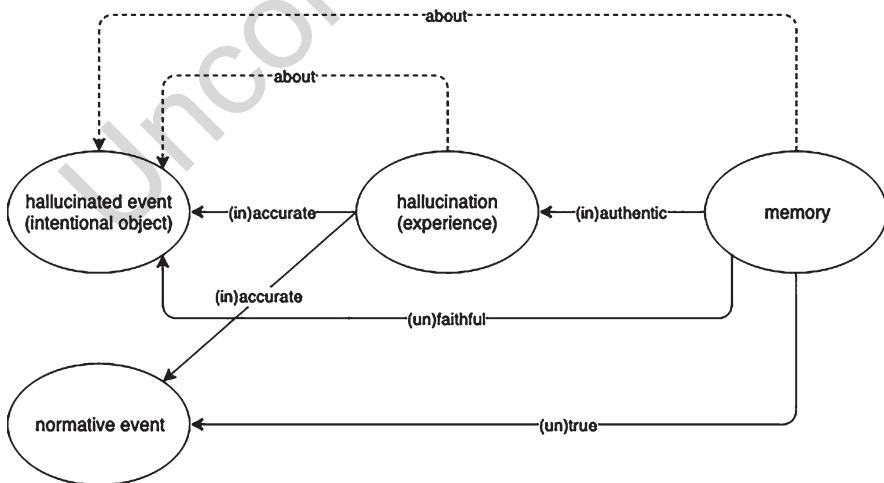 about
about
Uncor
hallucinated event
(intentional object)
(in)accurate
hallucination
(experience)
(in)authentic
memory
(in)accurate
(un)faithful
normative event
(un)true